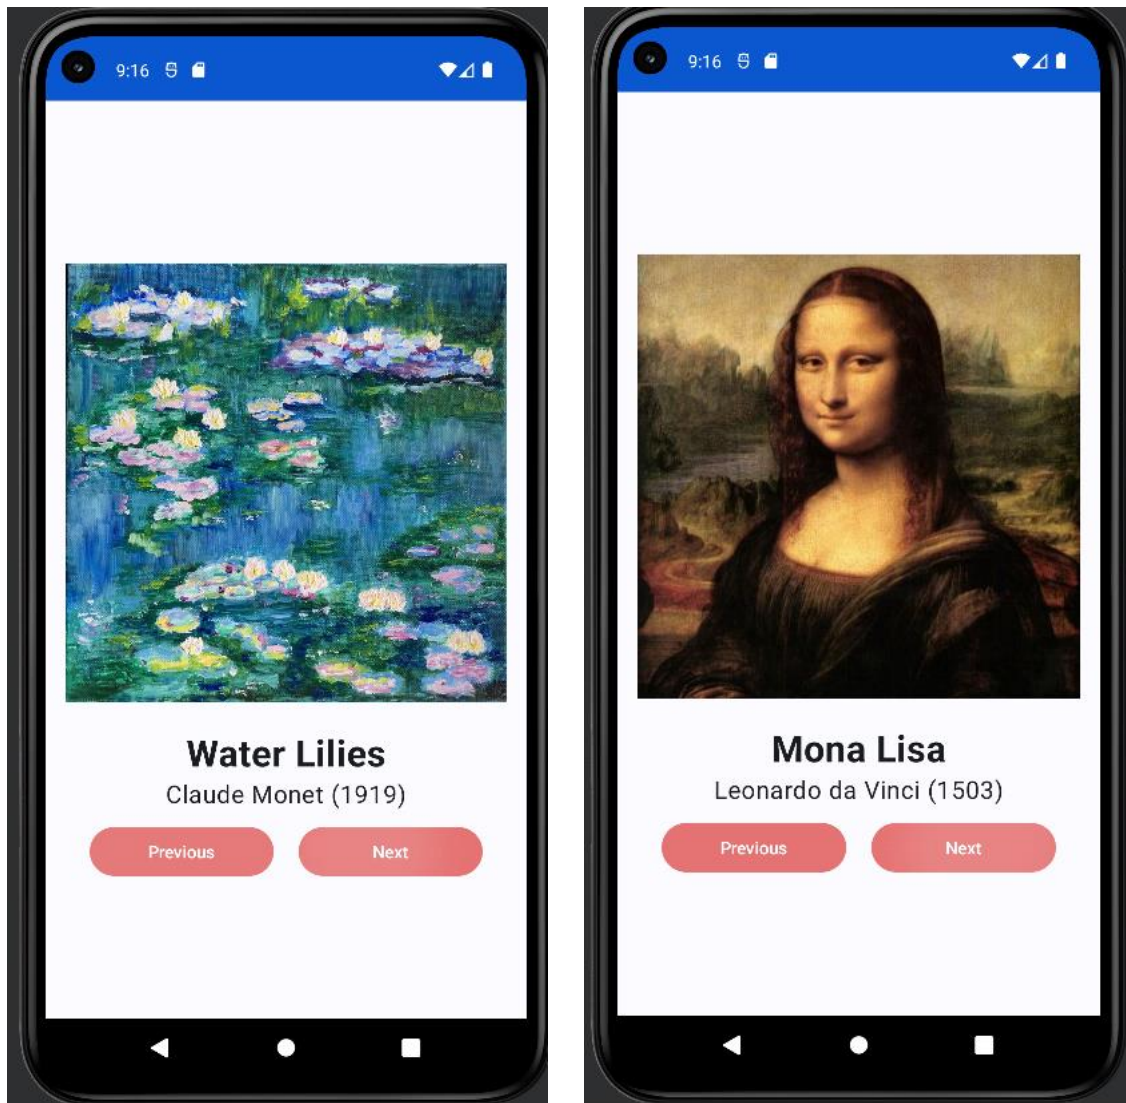 9:16
Water Lilies
Claude Monet (1919)
Previous Next
9:16
Mona Lisa
Leonardo da Vinci (1503)
Previous Next